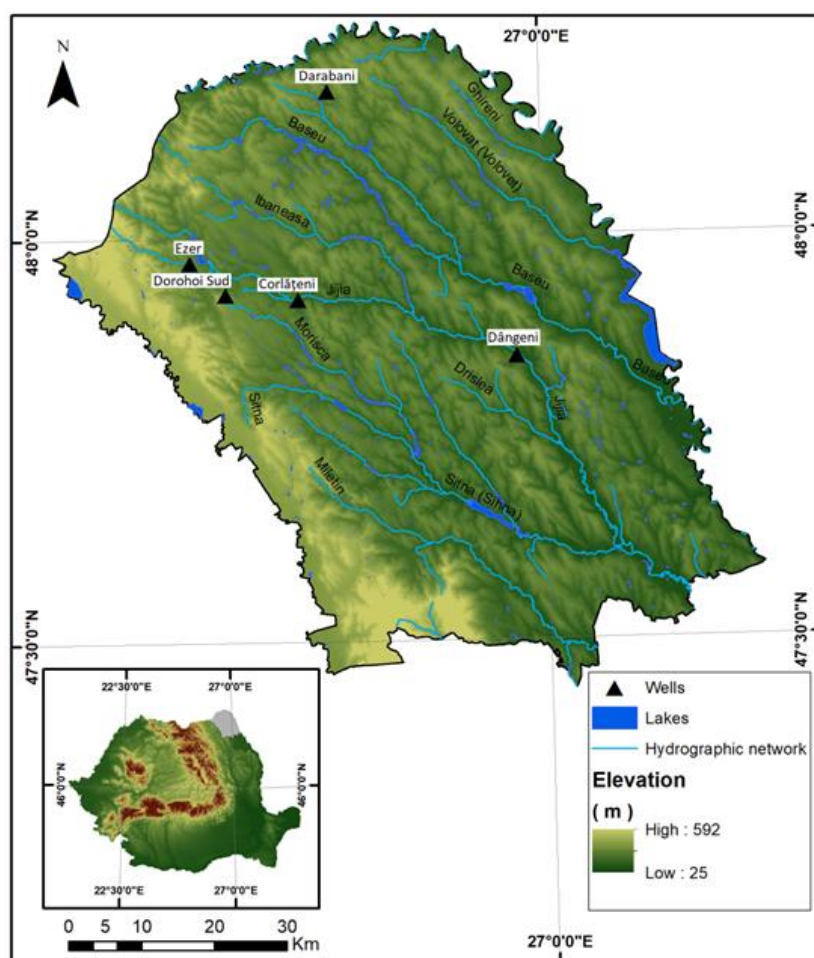 27°0'0"E
N
Darabani
Ghireni
Volovat (Volovet)
Baseu
Ibaneasa
48°0'0"N
48°0'0"N
Ezer
Dorohoi Sud
Corlăţeni
Jijia
Baseu
Morisca
Dângeni
Baseu
Drislea
Jijia
Sitna
Miletin
Sitna (Sihna)
47°30'0"N
47°30'0"N
22°30'0"E
27°0'0"E
46°0'0"N
46°0'0"N
22°30'0"E
27°0'0"E
Wells
Lakes
Hydrographic network
Elevation
( m )
High : 592
Low : 25
0 5 10 20 30
Km
27°0'0"E